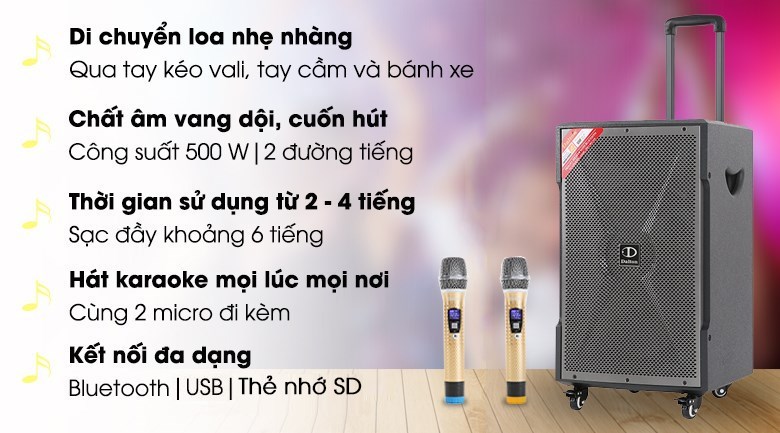 Di chuyển loa nhẹ nhàng
Qua tay kéo vali, tay cầm và bánh xe
Chất âm vang dội, cuốn hút
Công suất 500 W|2 đường tiếng
Thời gian sử dụng từ 2 - 4 tiếng
Sạc đầy khoảng 6 tiếng
Hát karaoke mọi lúc mọi nơi
Cùng 2 micro đi kèm
Kết nối đa dạng
Bluetooth|USB|Thẻ nhớ SD
Dalton